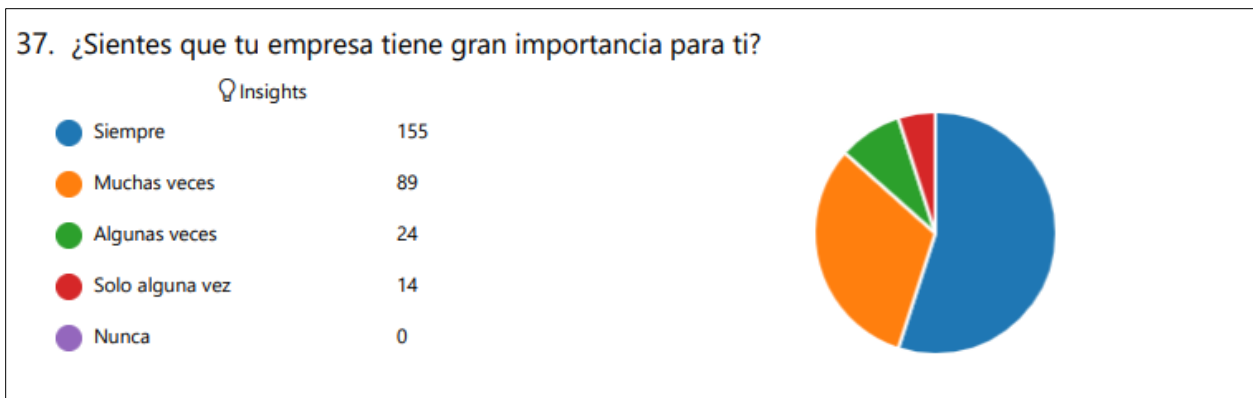 37. ¿Sientes que tu empresa tiene gran importancia para ti?
Insights
Siempre 155
Muchas veces 89
Algunas veces 24
Solo alguna vez 14
Nunca 0